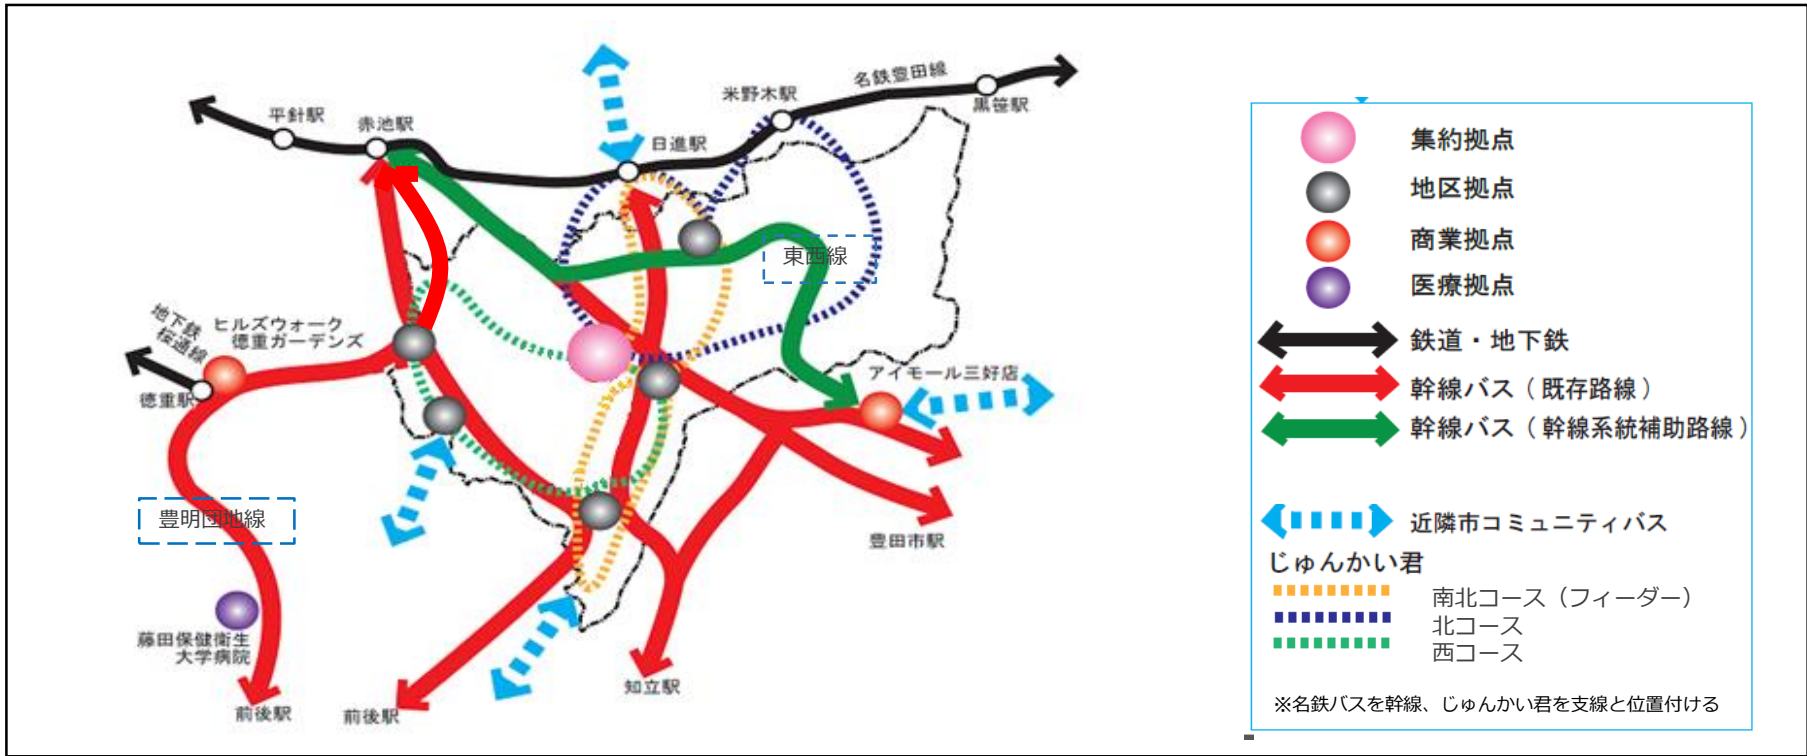 名鉄豊田線
米野木駅
黒笹駅
平針駅
赤池駅
日進駅
東西線
地下鉄
桜通線
ヒルズウォーク
徳重ガーデンズ
徳重駅
アイモール三好店
豊明団地線
豊田市駅
藤田保健衛生
大学病院
知立駅
前後駅
前後駅
集約拠点
地区拠点
商業拠点
医療拠点
鉄道・地下鉄
幹線バス（既存路線）
幹線バス（幹線系統補助路線）
近隣市コミュニティバス
じゅんかい君
南北コース（フィーダー）
北コース
西コース
※名鉄バスを幹線、じゅんかい君を支線と位置付ける